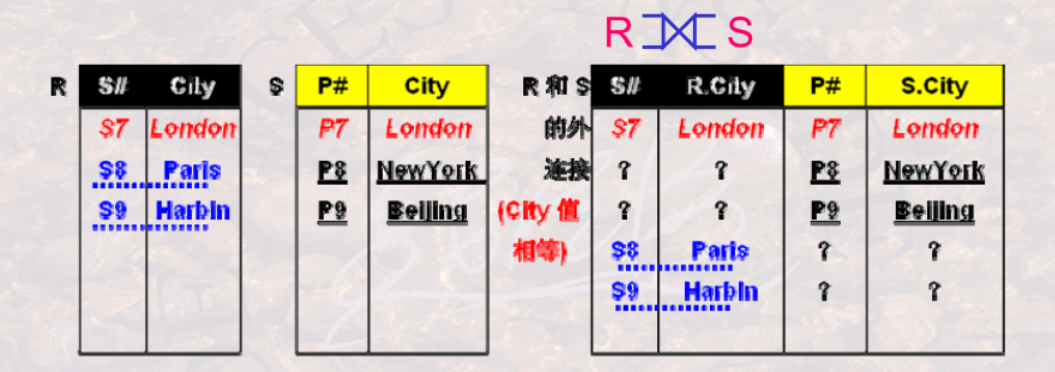 R ⟗ S
R S# City S P# City R 和 S S# R.City P# S.City
S7 London P7 London 的外 S7 London P7 London
S8 Paris P8 NewYork 连接 ? ? P8 NewYork
S9 Harbin P9 Beijing (City 值 ? ? P9 Beijing
相等) S8 Paris ? ?
S9 Harbin ? ?